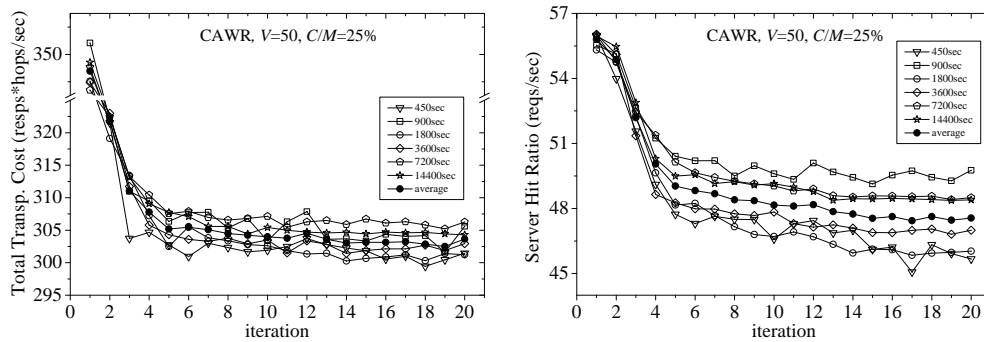 CAWR, V=50, C/M=25%
Total Transp. Cost (resps*hops/sec)
350
320
315
310
305
300
295
450sec
900sec
1800sec
3600sec
7200sec
14400sec
average
0 2 4 6 8 10 12 14 16 18 20
iteration
CAWR, V=50, C/M=25%
Server Hit Ratio (reqs/sec)
57
54
51
48
45
450sec
900sec
1800sec
3600sec
7200sec
14400sec
average
0 2 4 6 8 10 12 14 16 18 20
iteration